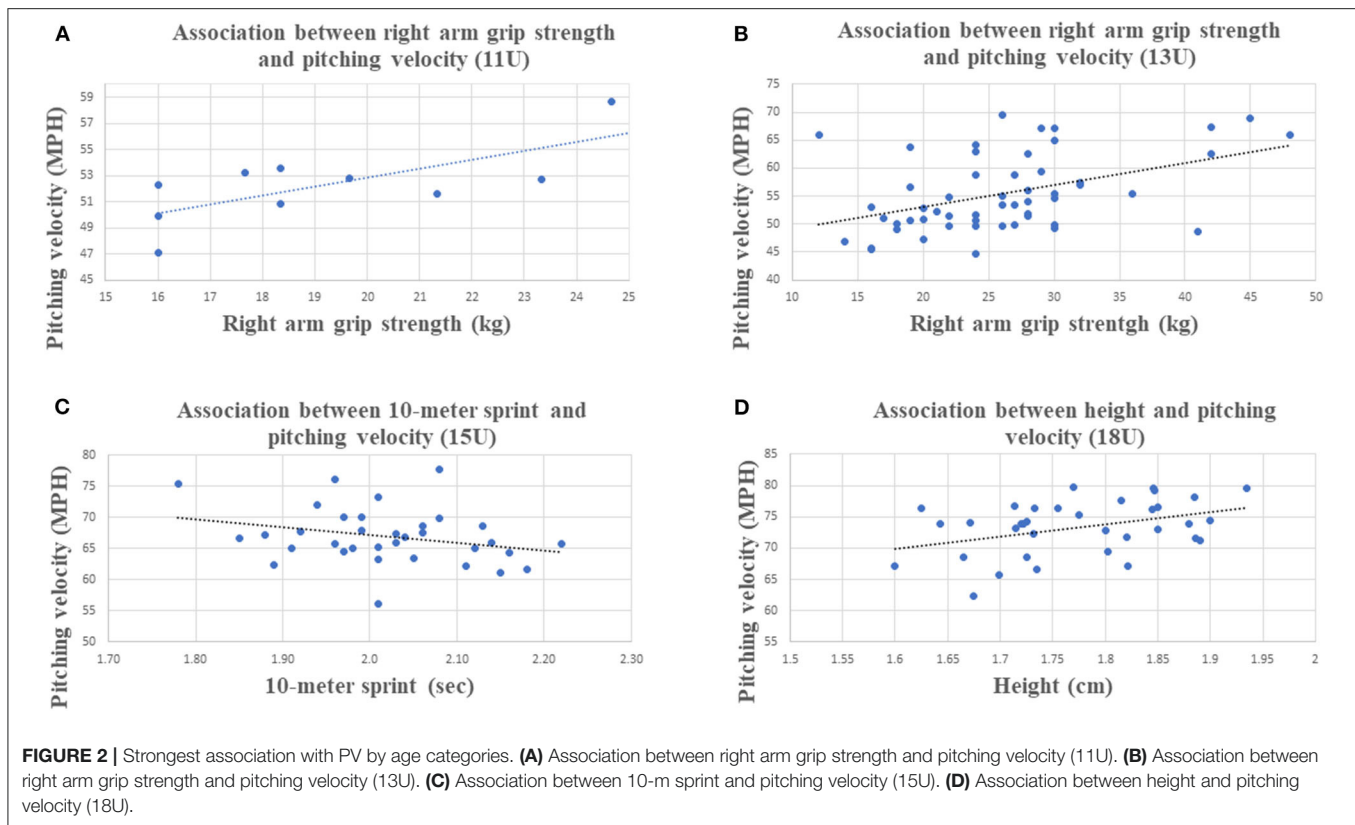 A
Association between right arm grip strength
and pitching velocity (11U)
Pitching velocity (MPH)
59
57
55
53
51
49
47
45
15 16 17 18 19 20 21 22 23 24 25
Right arm grip strength (kg)
B
Association between right arm grip strength
and pitching velocity (13U)
Pitching velocity (MPH)
75
70
65
60
55
50
45
40
10 15 20 25 30 35 40 45 50
Right arm grip strentgh (kg)
C
Association between 10-meter sprint and
pitching velocity (15U)
Pitching velocity (MPH)
80
75
70
65
60
55
50
1.70 1.80 1.90 2.00 2.10 2.20 2.30
10-meter sprint (sec)
D
Association between height and pitching
velocity (18U)
Pitching velocity (MPH)
85
80
75
70
65
60
55
1.5 1.55 1.6 1.65 1.7 1.75 1.8 1.85 1.9 1.95 2
Height (cm)
FIGURE 2 | Strongest association with PV by age categories. (A) Association between right arm grip strength and pitching velocity (11U). (B) Association between
right arm grip strength and pitching velocity (13U). (C) Association between 10-m sprint and pitching velocity (15U). (D) Association between height and pitching
velocity (18U).